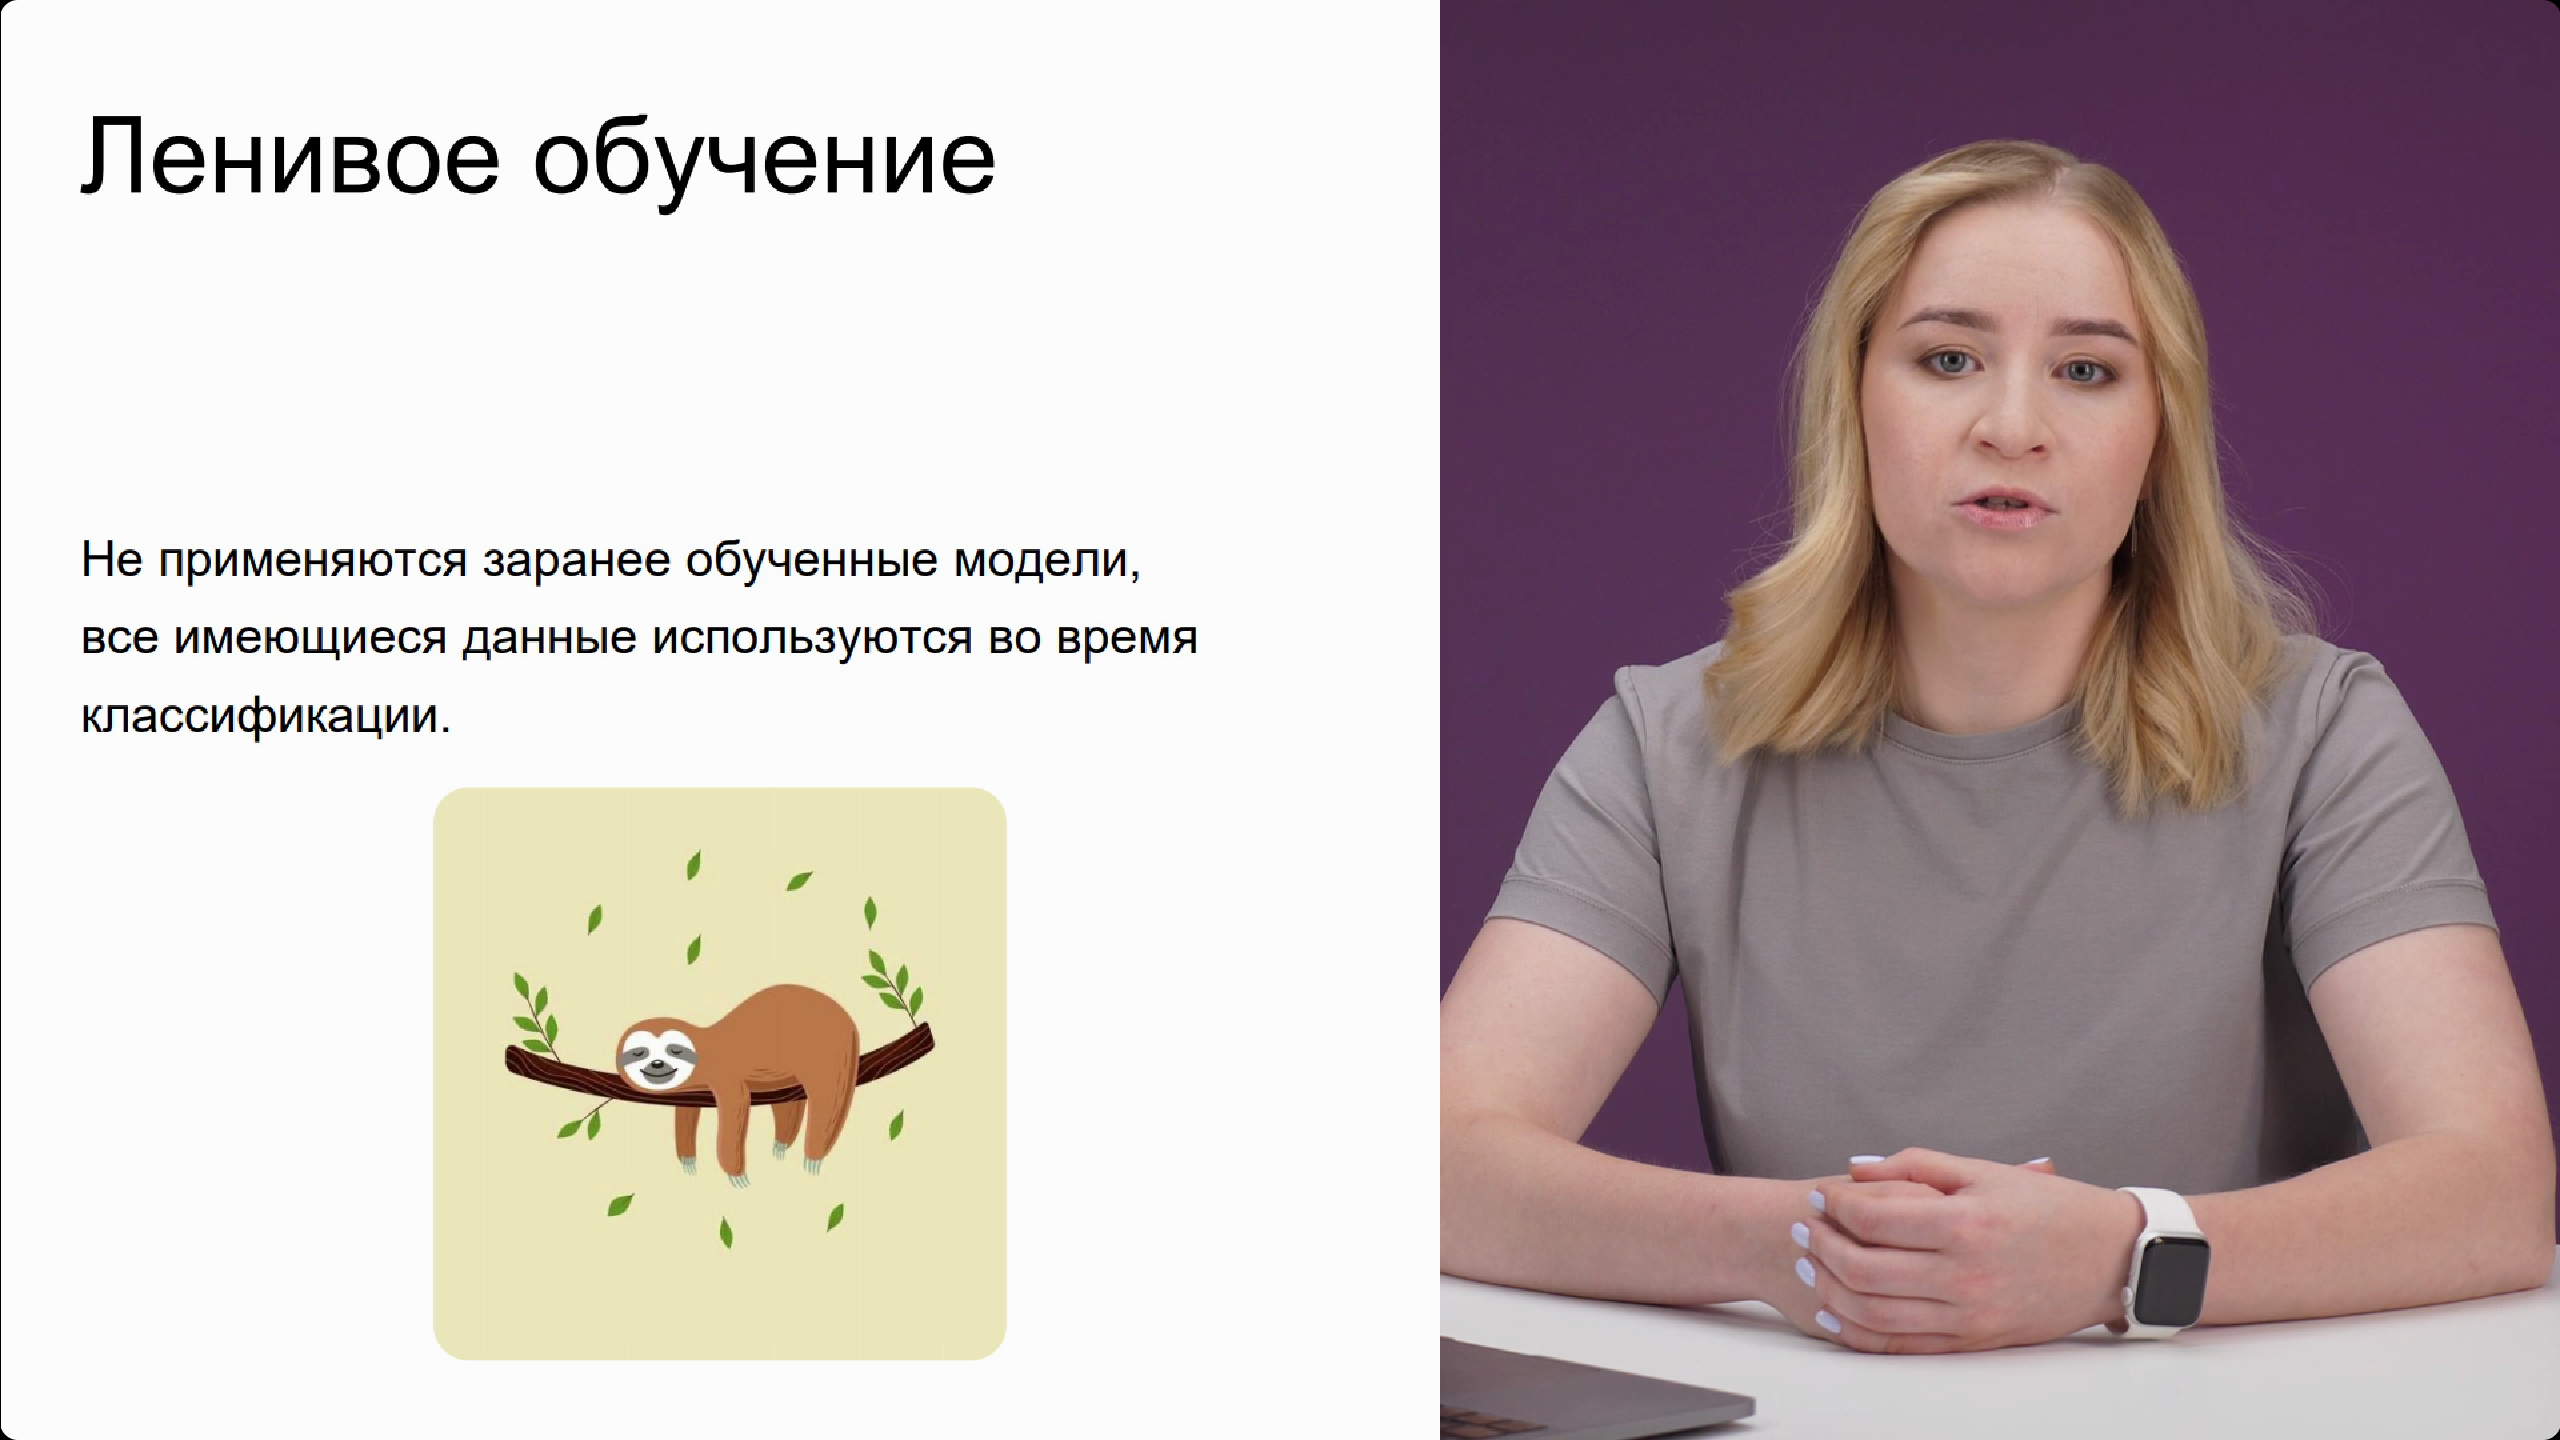 Ленивое обучение
Не применяются заранее обученные модели,
все имеющиеся данные используются во время
классификации.